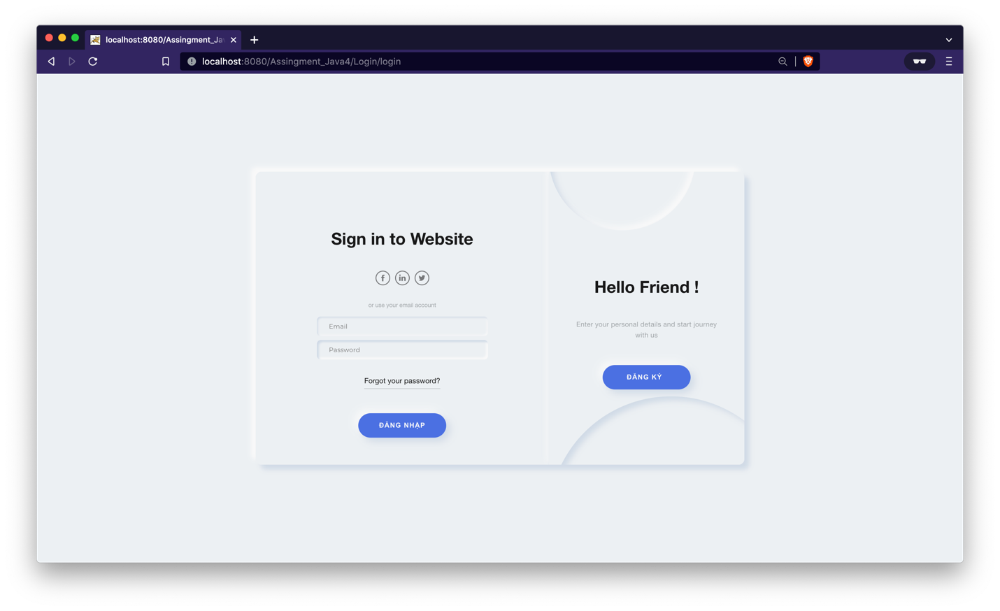 localhost:8080/Assingment_Ja
localhost:8080/Assingment_Java4/Login/login
Sign in to Website
f in
or use your email account
Email
Password
Forgot your password?
ĐĂNG NHẬP
Hello Friend !
Enter your personal details and start journey
with us
ĐĂNG KÝ